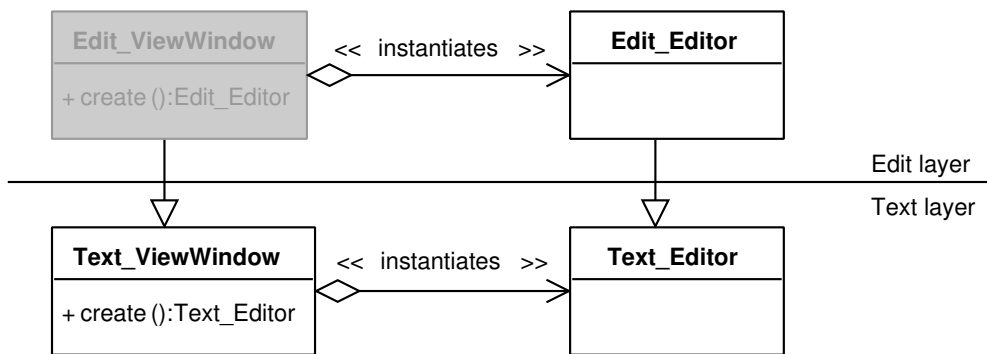 Edit_ViewWindow
+ create ():Edit_Editor
<< instantiates >>
Edit_Editor
Edit layer
Text layer
Text_ViewWindow
+ create ():Text_Editor
<< instantiates >>
Text_Editor